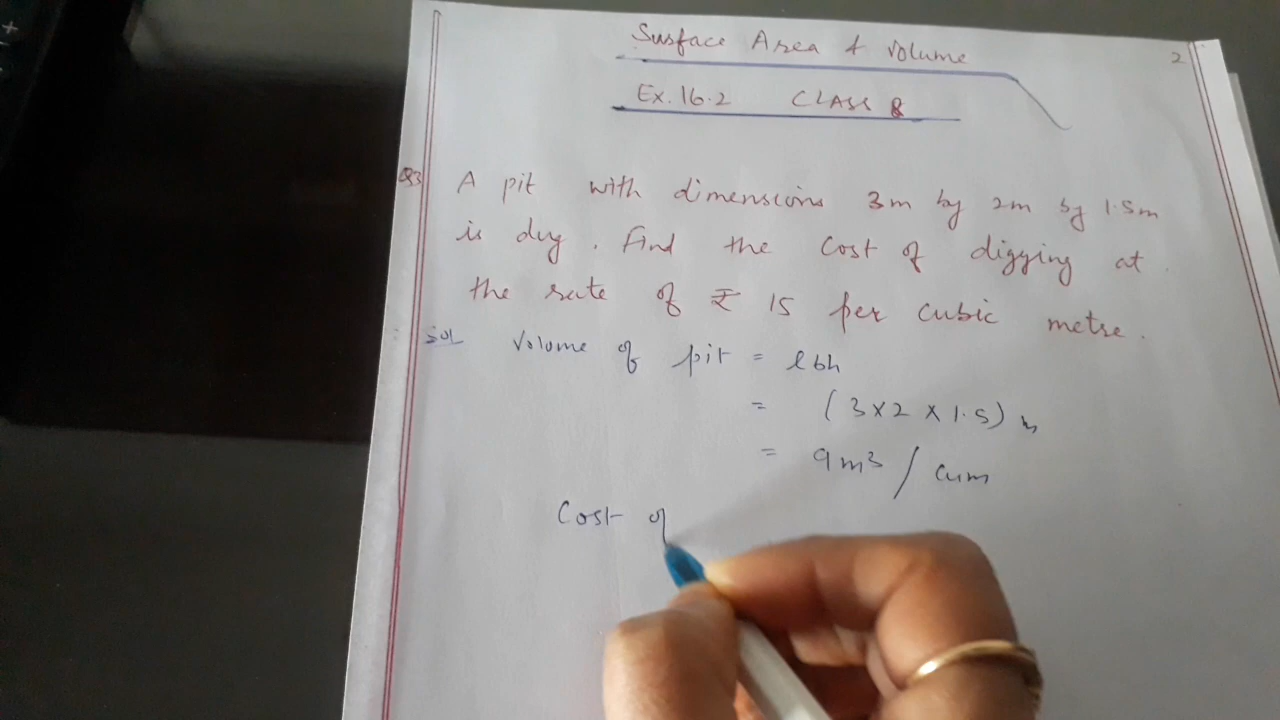 Surface Area & Volume
2
Ex. 16.2 CLASS 8
Q3 A pit with dimensions 3m by 2m by 1.5m
is dug. Find the cost of digging at
the rate of ₹ 15 per cubic metre.
SOL Volume of pit = lbh
= (3 × 2 × 1.5) m
= 9m³ / cum
Cost of